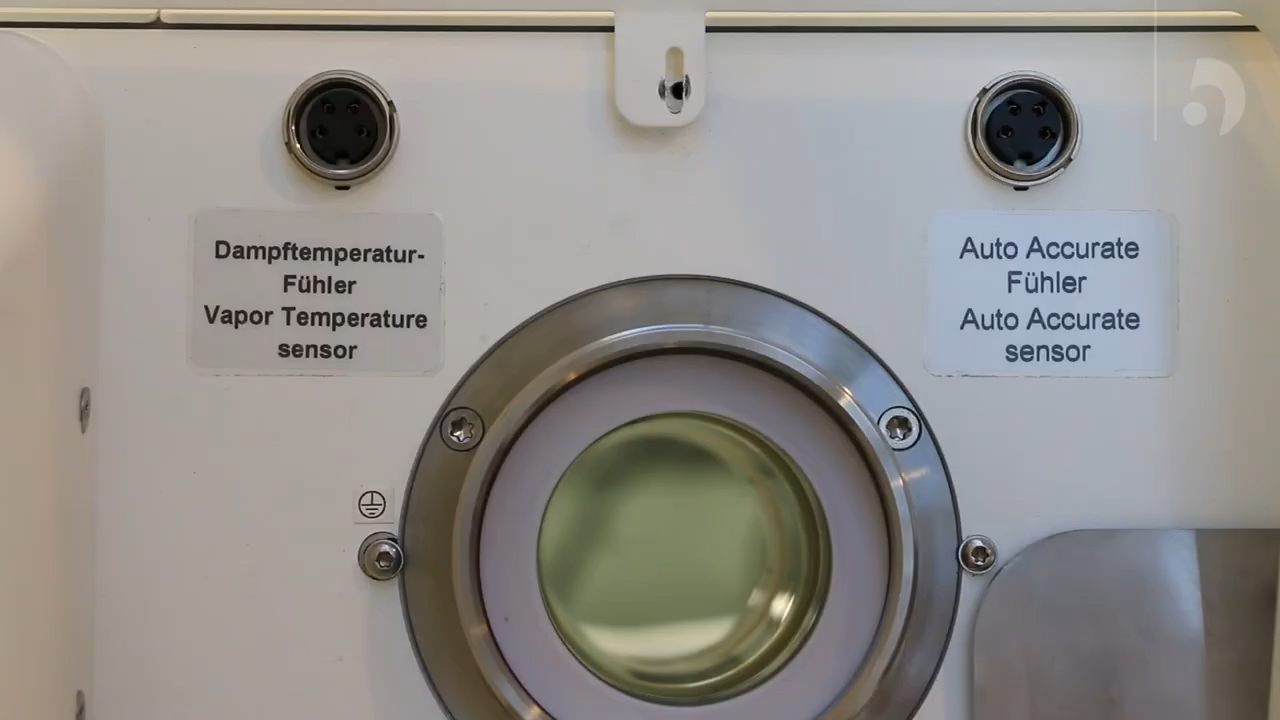 Dampftemperatur-
Fühler
Vapor Temperature
sensor
Auto Accurate
Fühler
Auto Accurate
sensor